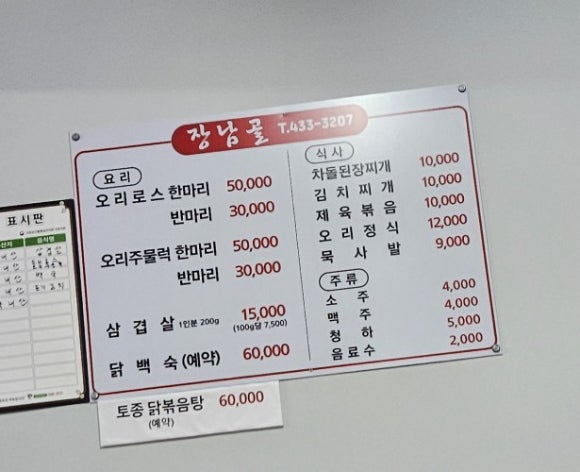 장남골 T.433-3207
요리
오리로스 한마리 50,000
반마리 30,000
오리주물럭 한마리 50,000
반마리 30,000
삼겹살 1인분 200g 15,000
(100g당 7,500)
닭백숙(예약) 60,000
식사
차돌된장찌개 10,000
김치찌개 10,000
제육볶음 10,000
오리정식 12,000
묵사발 9,000
주류
소주 4,000
맥주 4,000
청하 5,000
음료수 2,000
토종 닭볶음탕 60,000
(예약)
표시판
음식명
삼겹살